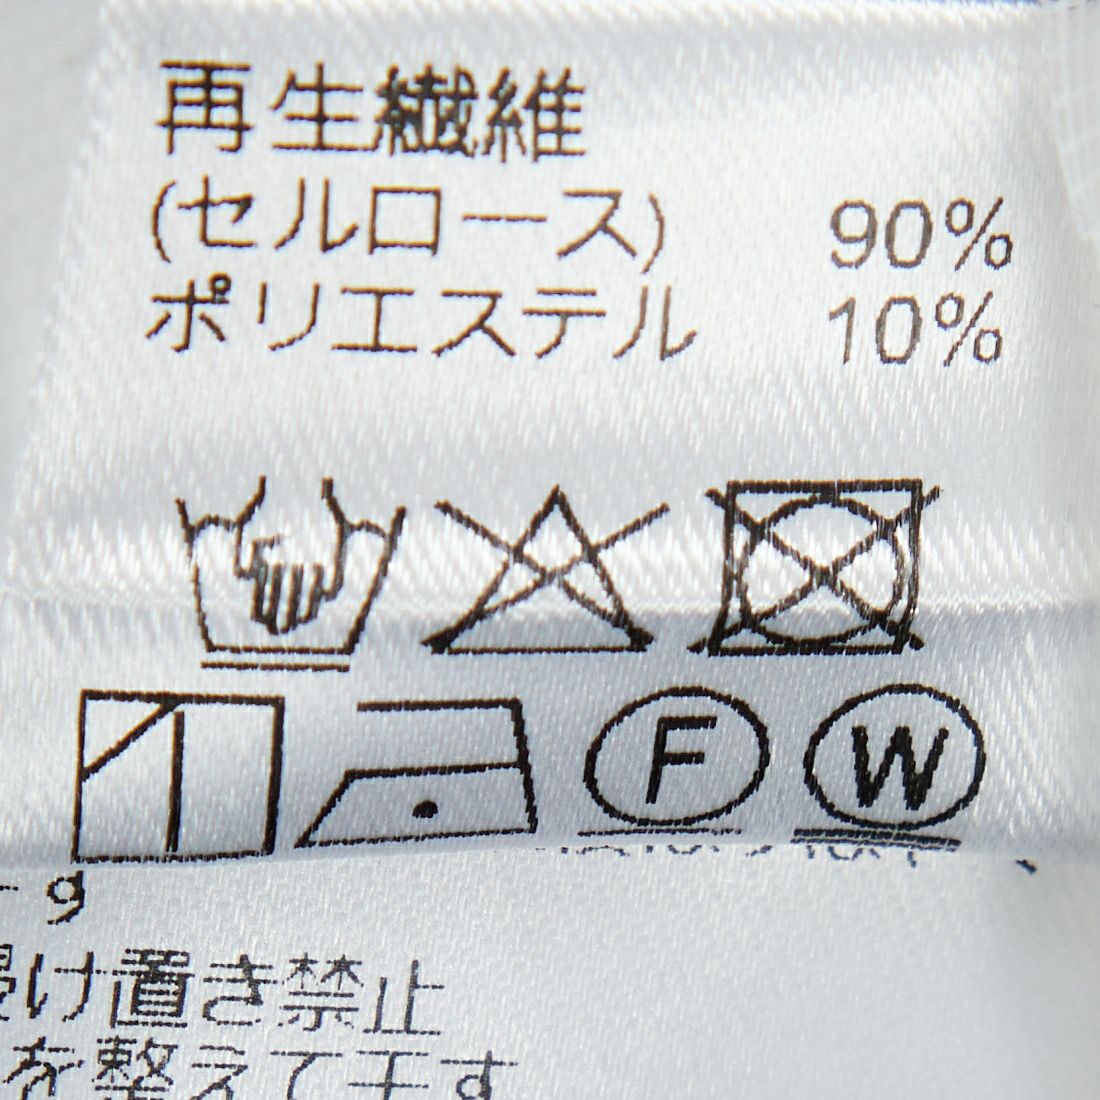 再生繊維
(セルロース) 90%
ポリエステル 10%
F W
す
け置き禁止
を整えて干す